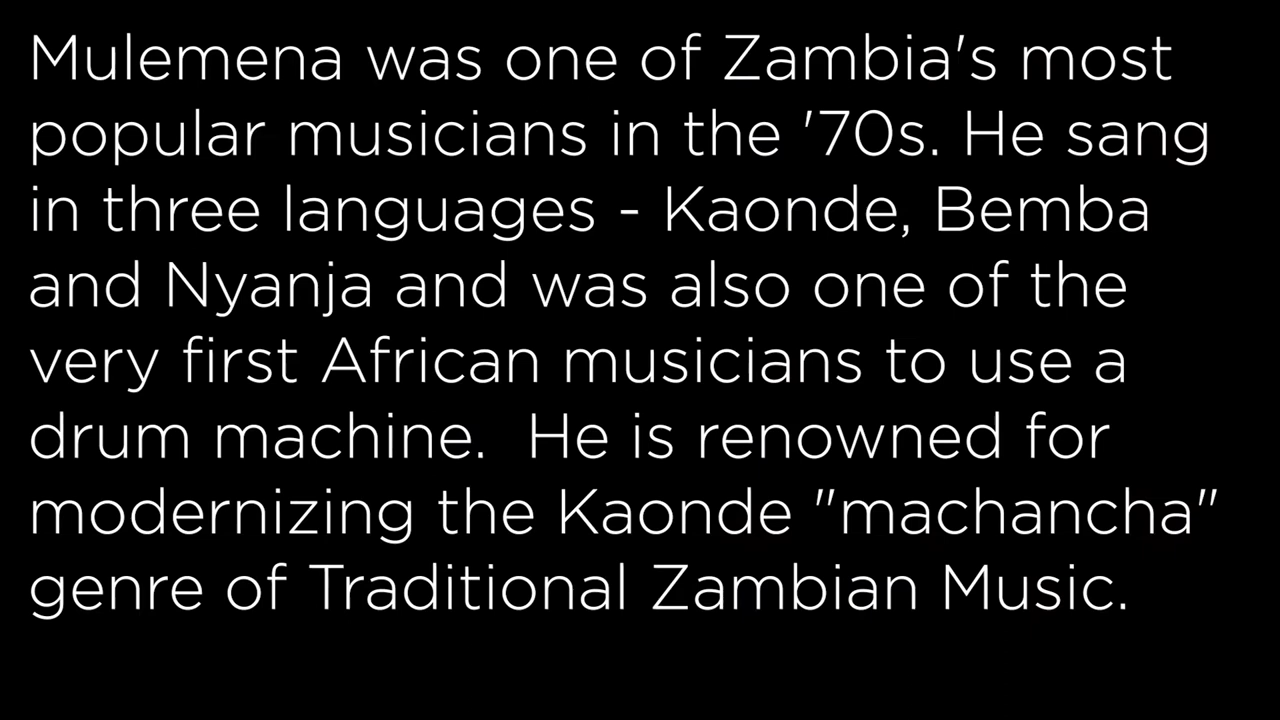 Mulemena was one of Zambia's most
popular musicians in the '70s. He sang
in three languages - Kaonde, Bemba
and Nyanja and was also one of the
very first African musicians to use a
drum machine.  He is renowned for
modernizing the Kaonde "machancha"
genre of Traditional Zambian Music.